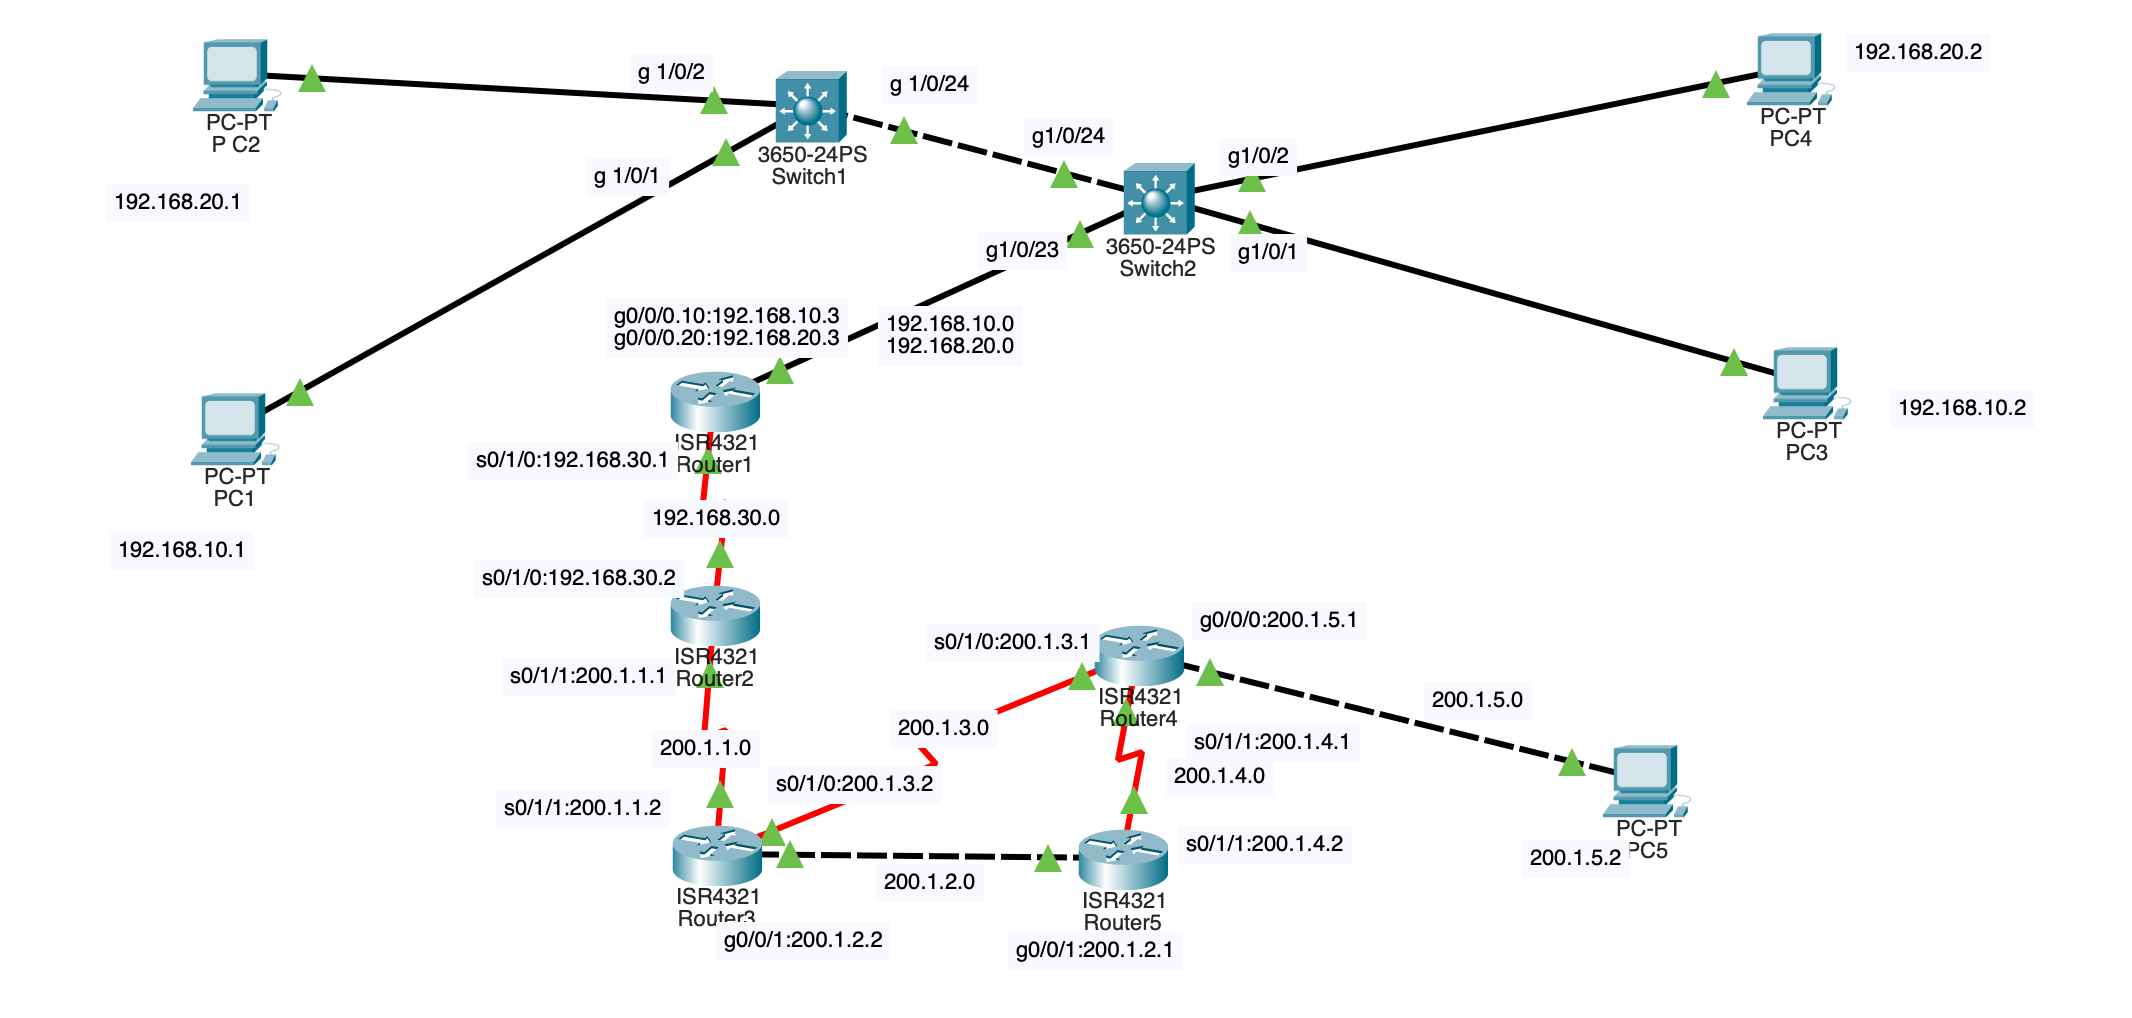 192.168.20.2
g 1/0/2
g 1/0/24
PC-PT
P C2
PC-PT
PC4
g1/0/24
g1/0/2
3650-24PS
Switch1
g 1/0/1
192.168.20.1
g1/0/23
3650-24PS
Switch2
g1/0/1
g0/0/0.10:192.168.10.3
g0/0/0.20:192.168.20.3
192.168.10.0
192.168.20.0
192.168.10.2
PC-PT
PC3
ISR4321
Router1
s0/1/0:192.168.30.1
PC-PT
PC1
192.168.30.0
192.168.10.1
s0/1/0:192.168.30.2
g0/0/0:200.1.5.1
s0/1/0:200.1.3.1
ISR4321
Router2
s0/1/1:200.1.1.1
ISR4321
Router4
200.1.5.0
200.1.3.0
s0/1/1:200.1.4.1
200.1.1.0
200.1.4.0
s0/1/0:200.1.3.2
s0/1/1:200.1.1.2
PC-PT
PC5
s0/1/1:200.1.4.2
200.1.5.2
200.1.2.0
ISR4321
Router3
ISR4321
Router5
g0/0/1:200.1.2.2
g0/0/1:200.1.2.1